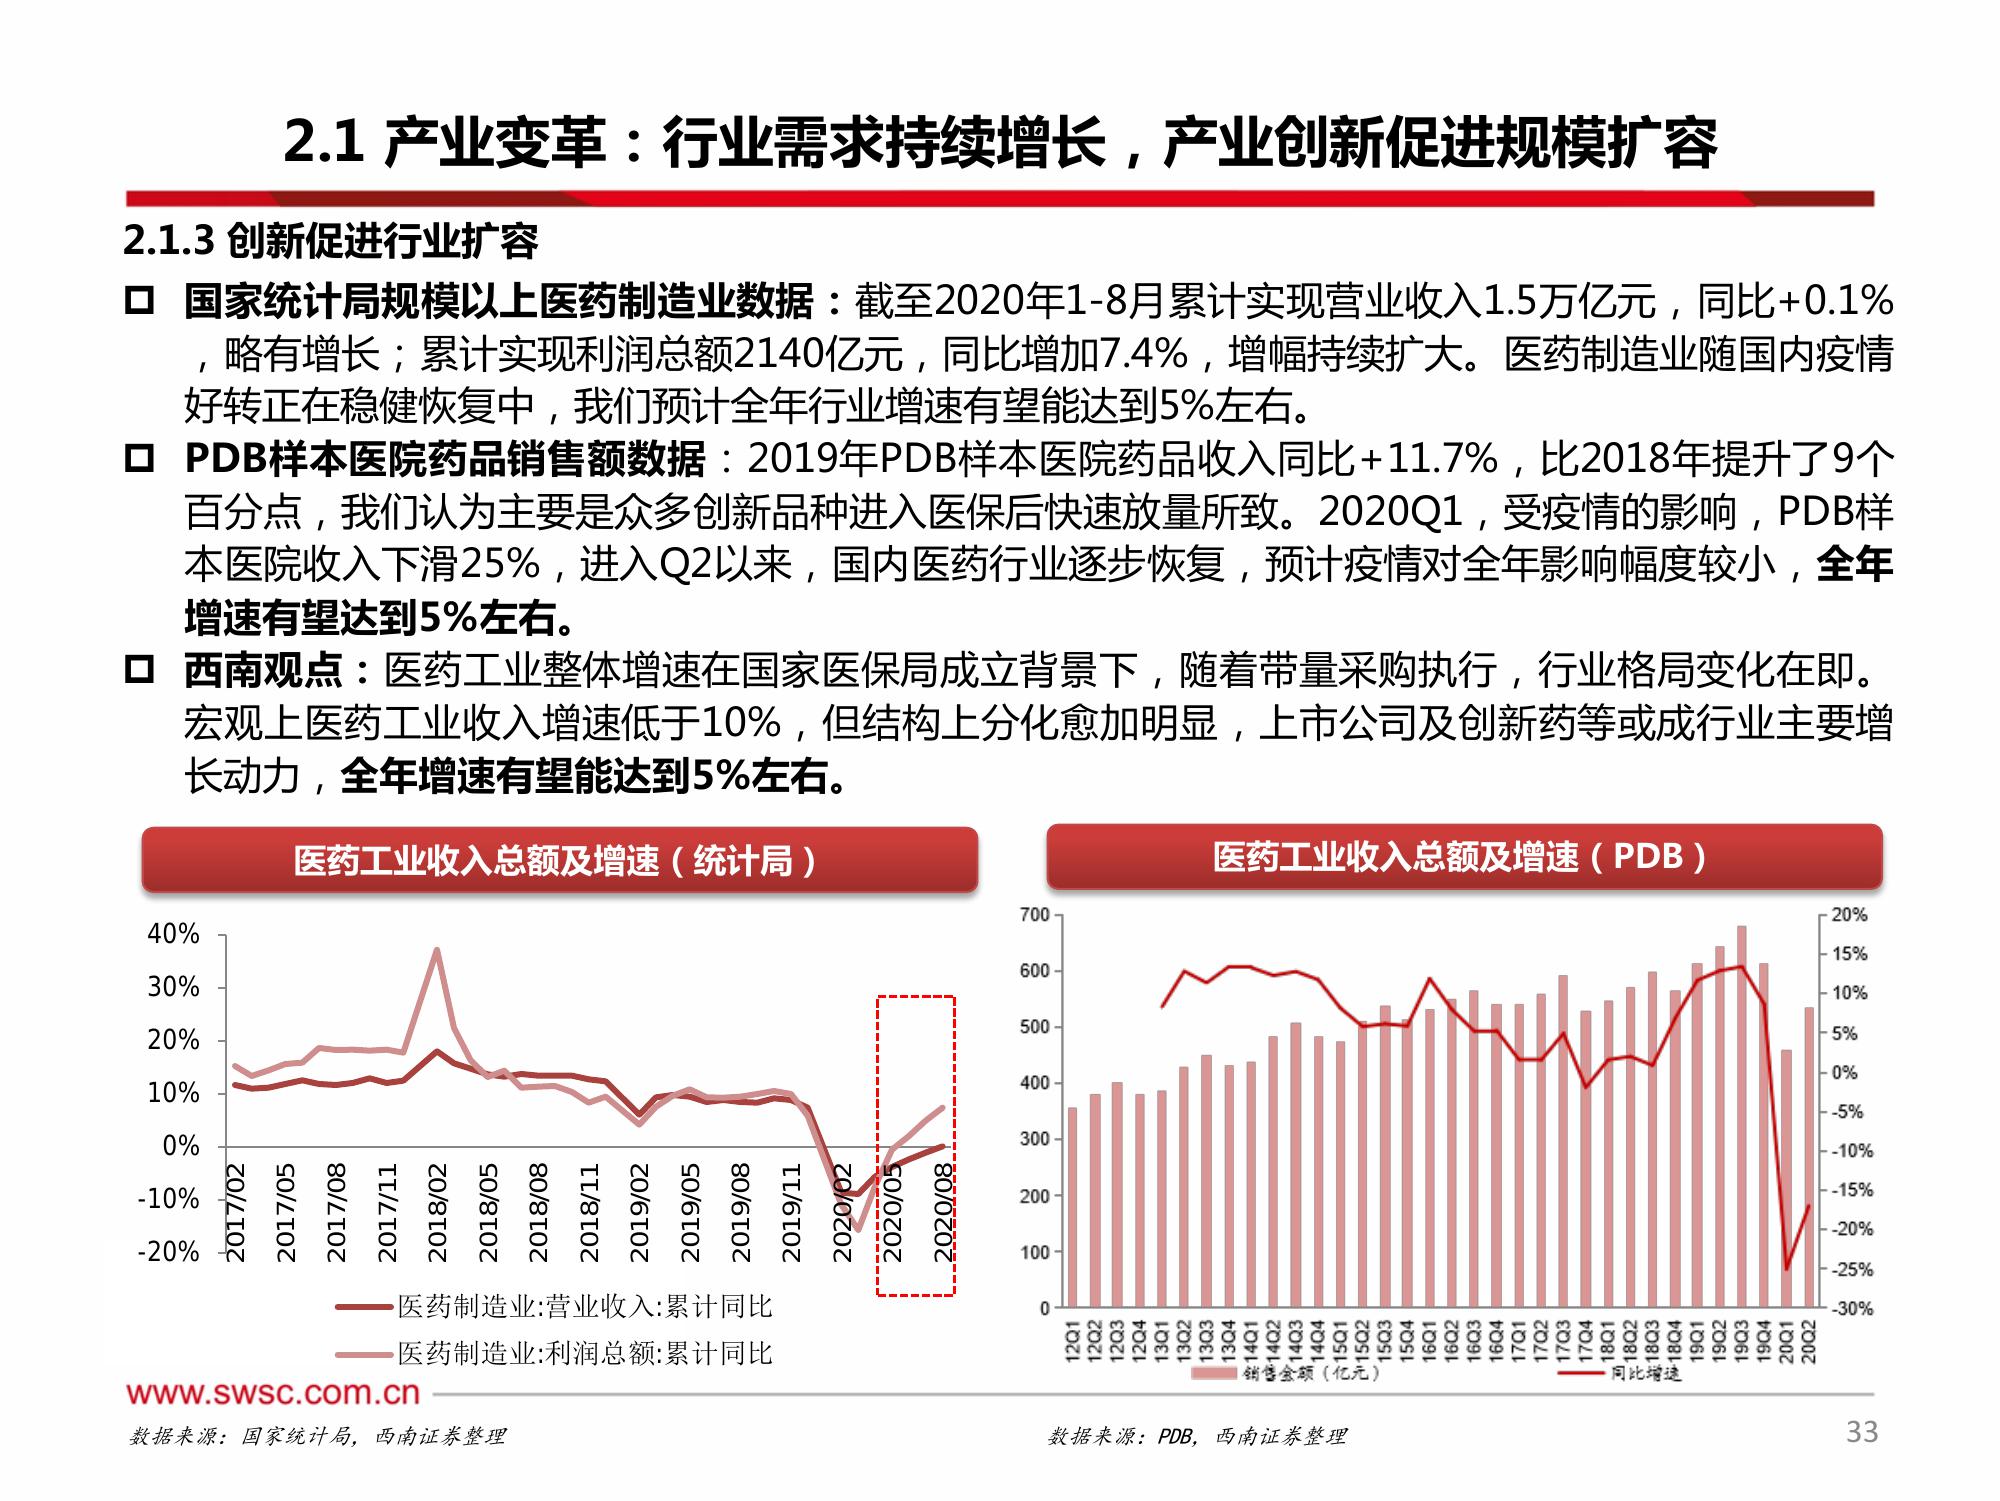 2.1 产业变革：行业需求持续增长，产业创新促进规模扩容
2.1.3 创新促进行业扩容
国家统计局规模以上医药制造业数据：截至2020年1-8月累计实现营业收入1.5万亿元，同比+0.1%
，略有增长；累计实现利润总额2140亿元，同比增加7.4%，增幅持续扩大。医药制造业随国内疫情
好转正在稳健恢复中，我们预计全年行业增速有望能达到5%左右。
PDB样本医院药品销售额数据：2019年PDB样本医院药品收入同比+11.7%，比2018年提升了9个
百分点，我们认为主要是众多创新品种进入医保后快速放量所致。2020Q1，受疫情的影响，PDB样
本医院收入下滑25%，进入Q2以来，国内医药行业逐步恢复，预计疫情对全年影响幅度较小，全年
增速有望达到5%左右。
西南观点：医药工业整体增速在国家医保局成立背景下，随着带量采购执行，行业格局变化在即。
宏观上医药工业收入增速低于10%，但结构上分化愈加明显，上市公司及创新药等或成行业主要增
长动力，全年增速有望能达到5%左右。
医药工业收入总额及增速（统计局）
40%
30%
20%
10%
0%
-10%
-20%
2017/02
2017/05
2017/08
2017/11
2018/02
2018/05
2018/08
2018/11
2019/02
2019/05
2019/08
2019/11
2020/02
2020/05
2020/08
医药制造业:营业收入:累计同比
医药制造业:利润总额:累计同比
医药工业收入总额及增速（PDB）
700
600
500
400
300
200
100
0
20%
15%
10%
5%
0%
-5%
-10%
-15%
-20%
-25%
-30%
12Q1
12Q2
12Q3
12Q4
13Q1
13Q2
13Q3
13Q4
14Q1
14Q2
14Q3
14Q4
15Q1
15Q2
15Q3
15Q4
16Q1
16Q2
16Q3
16Q4
17Q1
17Q2
17Q3
17Q4
18Q1
18Q2
18Q3
18Q4
19Q1
19Q2
19Q3
19Q4
20Q1
20Q2
销售金额（亿元）
同比增速
www.swsc.com.cn
数据来源：国家统计局，西南证券整理
数据来源：PDB，西南证券整理
33